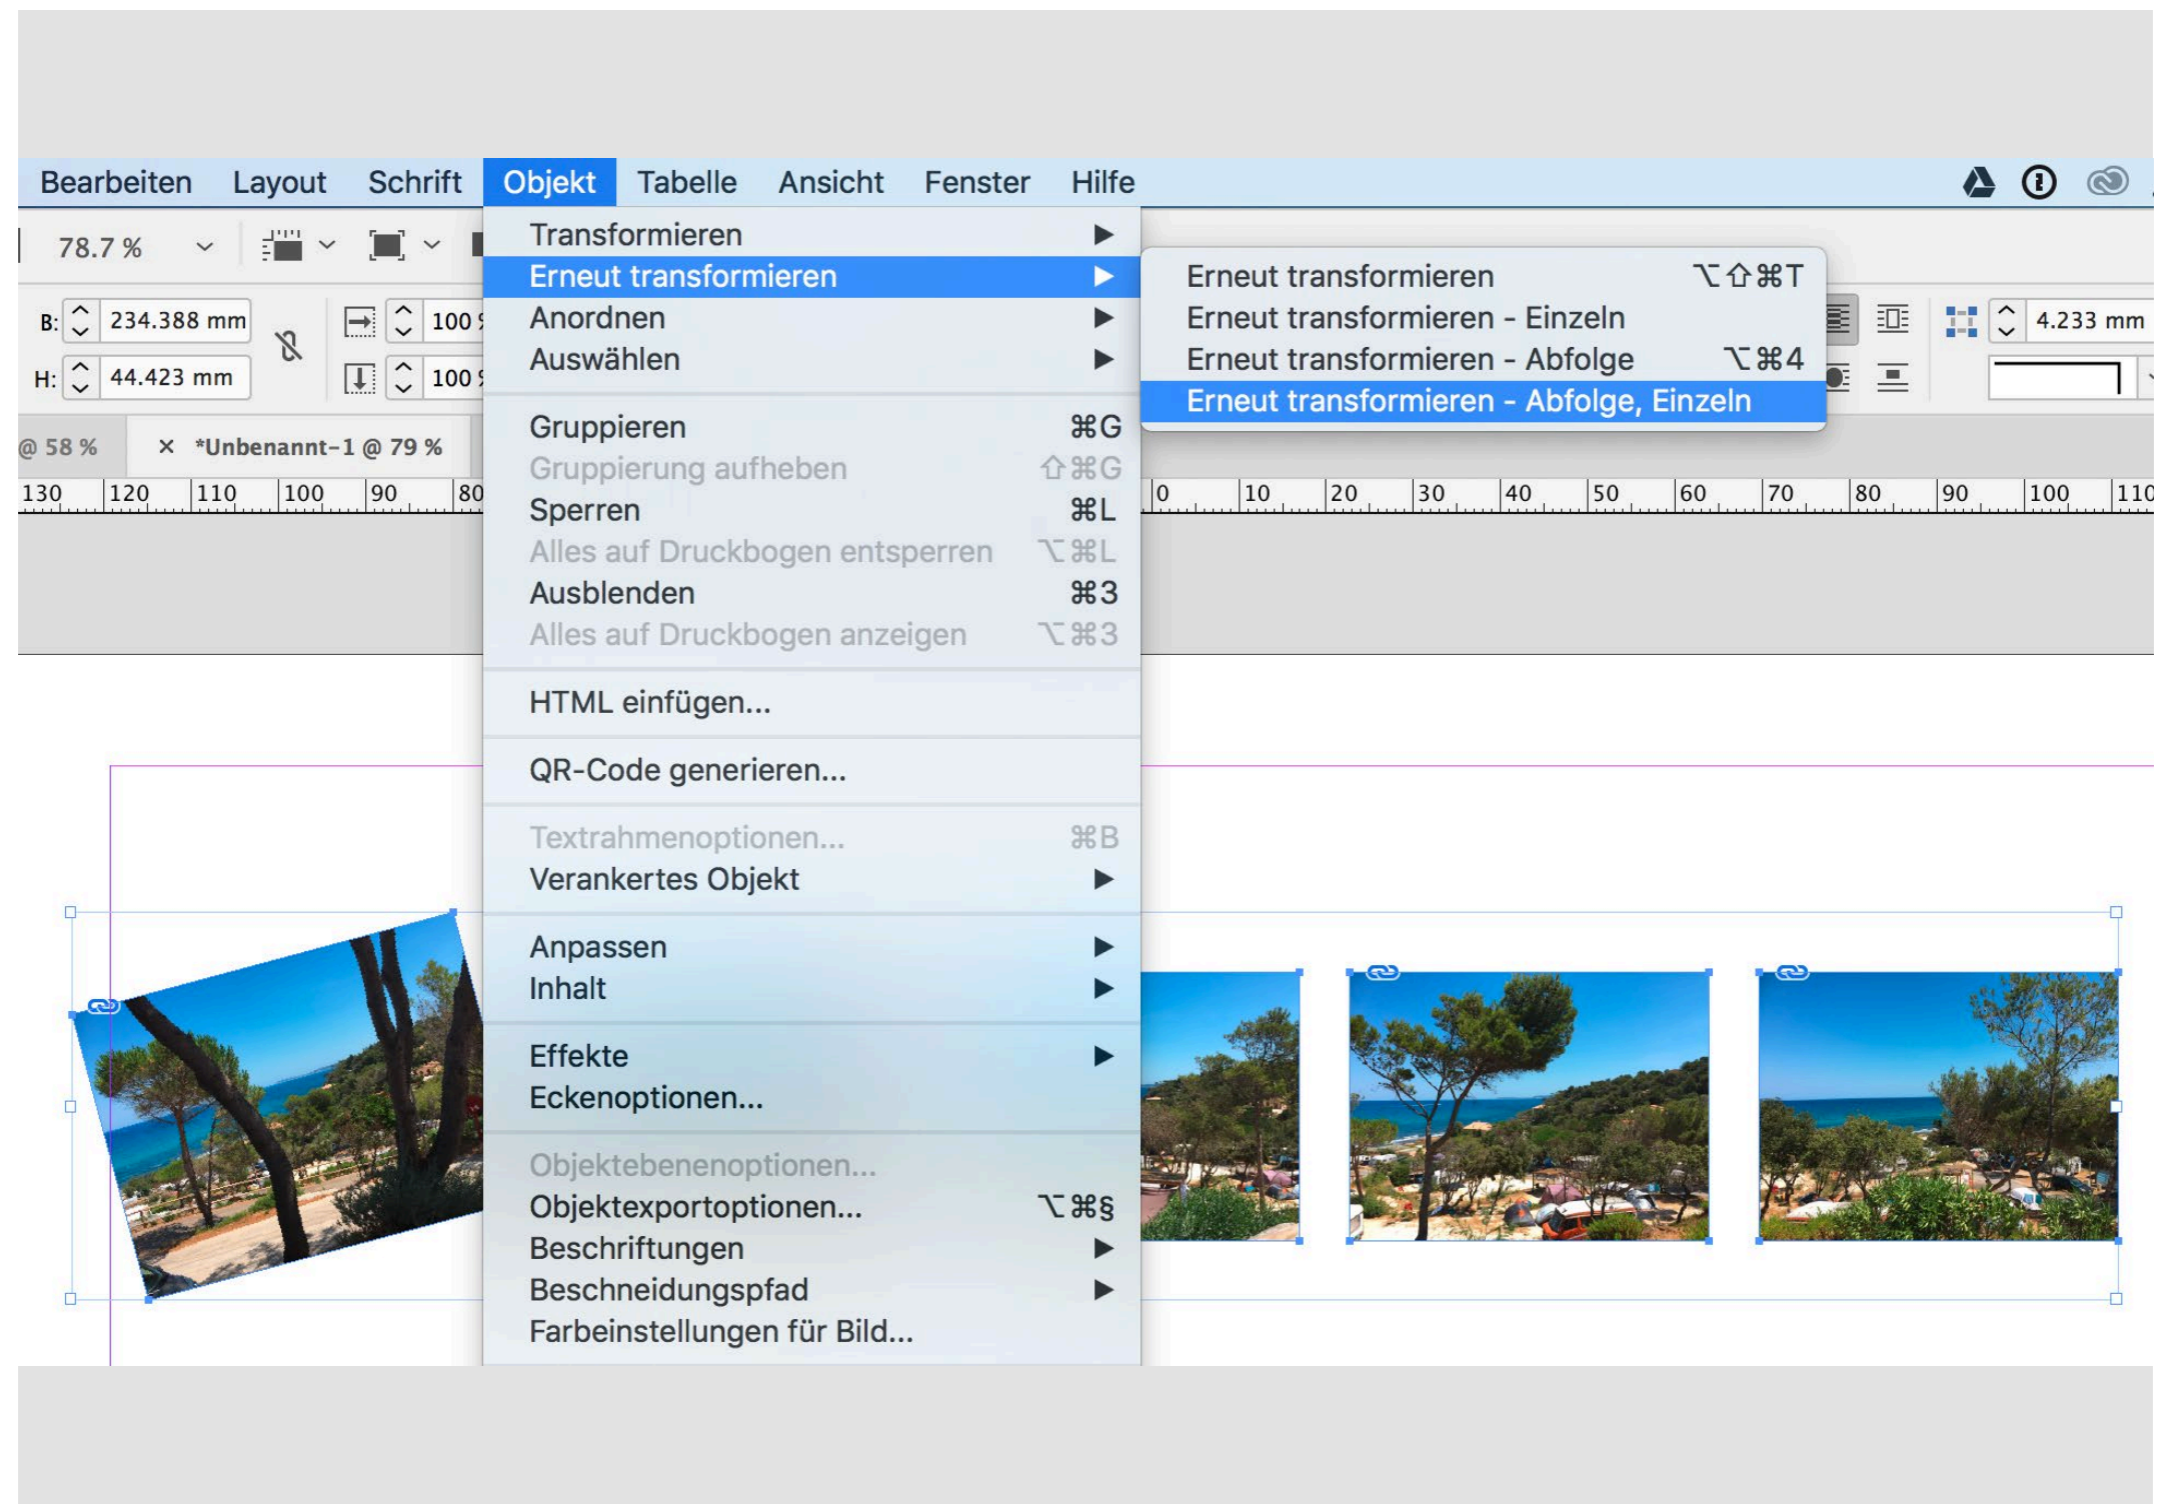 Bearbeiten Layout Schrift Objekt Tabelle Ansicht Fenster Hilfe
78.7 %
B: 234.388 mm
H: 44.423 mm
100 %
100 %
4.233 mm
@ 58 %
× *Unbenannt-1 @ 79 %
130 120 110 100 90 80 0 10 20 30 40 50 60 70 80 90 100 110
Transformieren
Erneut transformieren
Anordnen
Auswählen
Gruppieren ⌘G
Gruppierung aufheben ⇧⌘G
Sperren ⌘L
Alles auf Druckbogen entsperren ⌥⌘L
Ausblenden ⌘3
Alles auf Druckbogen anzeigen ⌥⌘3
HTML einfügen...
QR-Code generieren...
Textrahmenoptionen... ⌘B
Verankertes Objekt
Anpassen
Inhalt
Effekte
Eckenoptionen...
Objektebenenoptionen...
Objektexportoptionen... ⌥⌘§
Beschriftungen
Beschneidungspfad
Farbeinstellungen für Bild...
Erneut transformieren ⌥⇧⌘T
Erneut transformieren - Einzeln
Erneut transformieren - Abfolge ⌥⌘4
Erneut transformieren - Abfolge, Einzeln